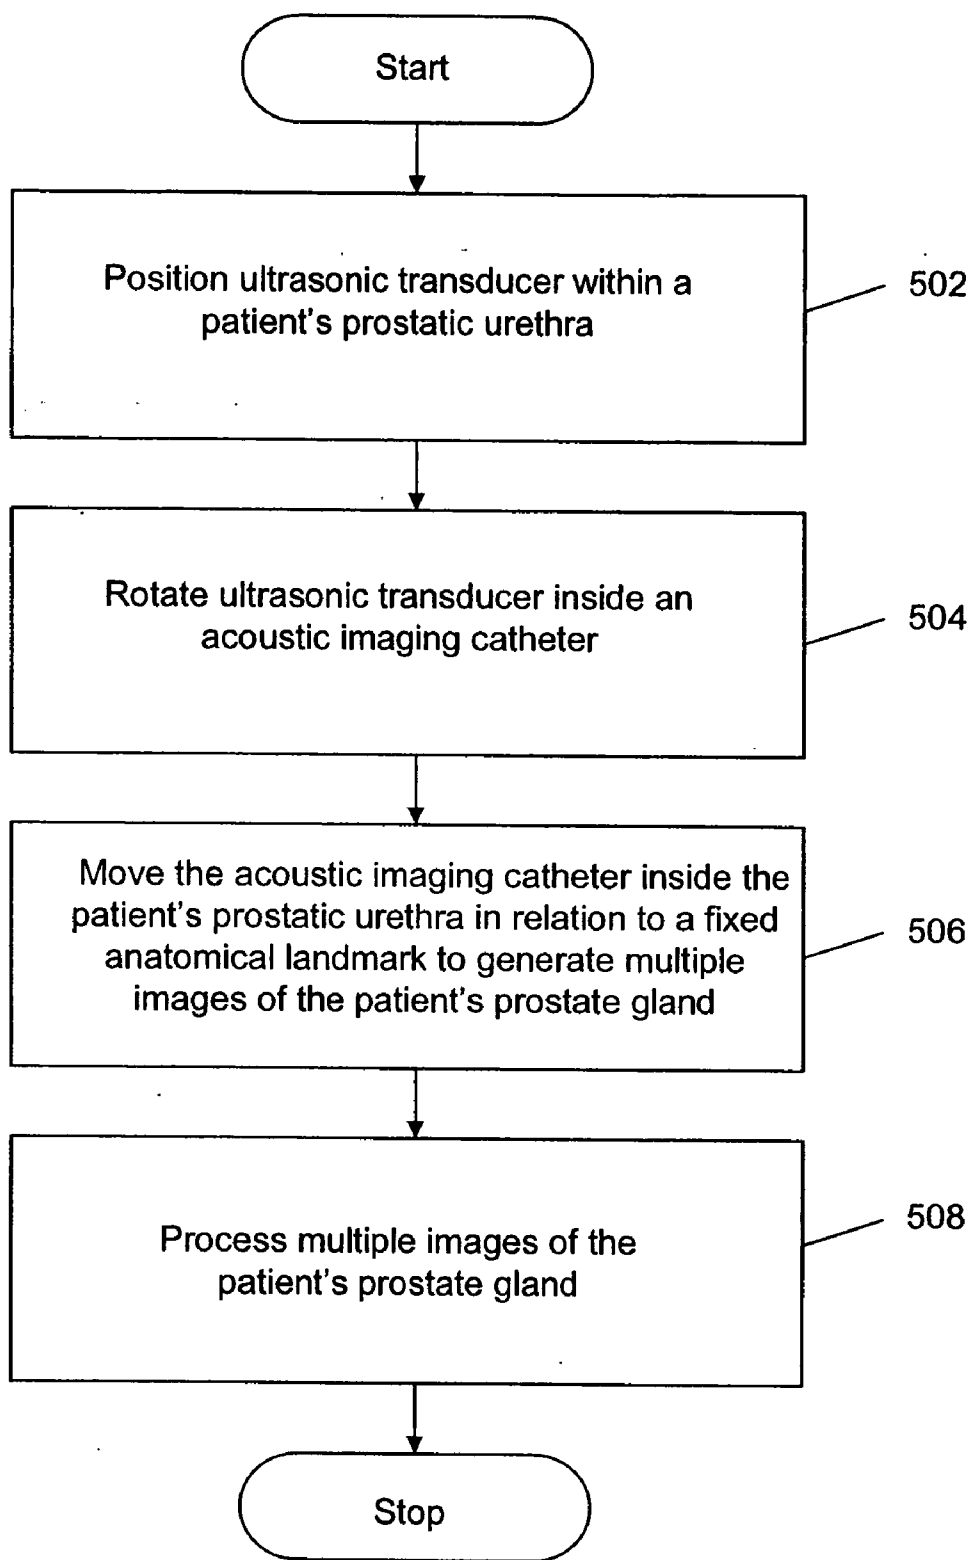 Start
Position ultrasonic transducer within a
patient's prostatic urethra
502
Rotate ultrasonic transducer inside an
acoustic imaging catheter
504
Move the acoustic imaging catheter inside the
patient's prostatic urethra in relation to a fixed
anatomical landmark to generate multiple
images of the patient's prostate gland
506
Process multiple images of the
patient's prostate gland
508
Stop